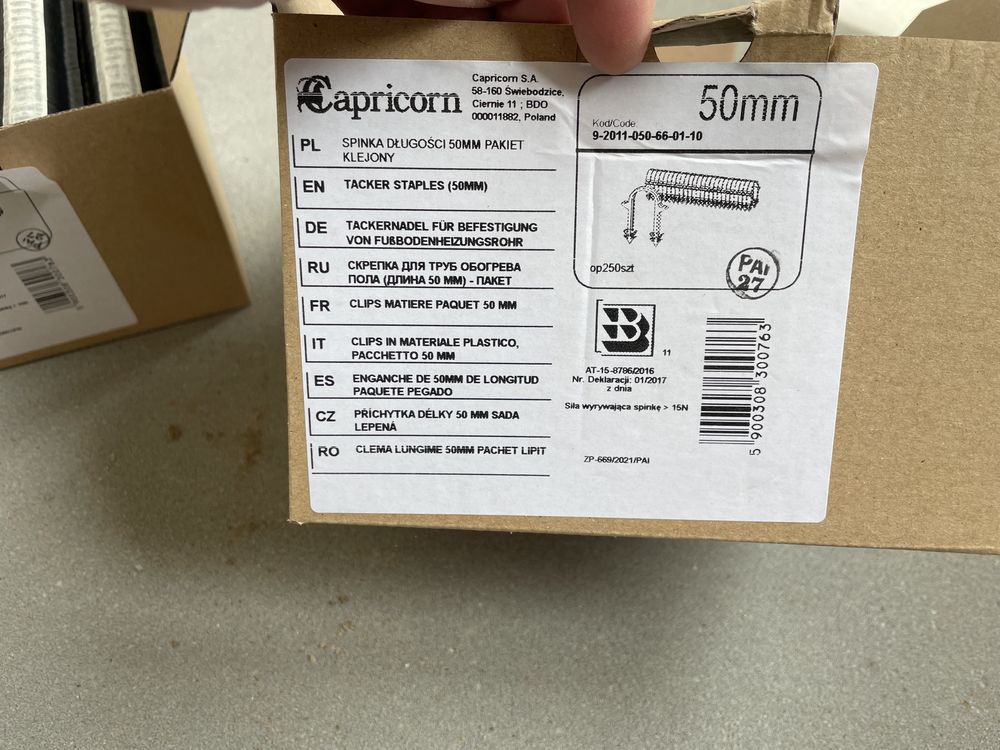 Capricorn
Capricorn S.A.
58-160 Świebodzice,
Ciernie 11 ; BDO
000011882, Poland
50mm
Kod/Code:
9-2011-050-66-01-10
PL SPINKA DŁUGOŚCI 50MM PAKIET
KLEJONY
EN TACKER STAPLES (50MM)
DE TACKERNADEL FÜR BEFESTIGUNG
VON FUßBODENHEIZUNGSROHR
RU СКРЕПКА ДЛЯ ТРУБ ОБОГРЕВА
ПОЛА (ДЛИНА 50 ММ) - ПАКЕТ
FR CLIPS MATIERE PAQUET 50 MM
IT CLIPS IN MATERIALE PLASTICO,
PACCHETTO 50 MM
ES ENGANCHE DE 50MM DE LONGITUD
PAQUETE PEGADO
CZ PŘÍCHYTKA DÉLKY 50 MM SADA
LEPENÁ
RO CLEMA LUNGIME 50MM PACHET LIPIT
op250szt
PAI
27
B
11
AT-15-8786/2016
Nr. Deklaracji: 01/2017
z dnia
Siła wyrywająca spinkę > 15N
ZP-669/2021/PAI
5 900308 300763